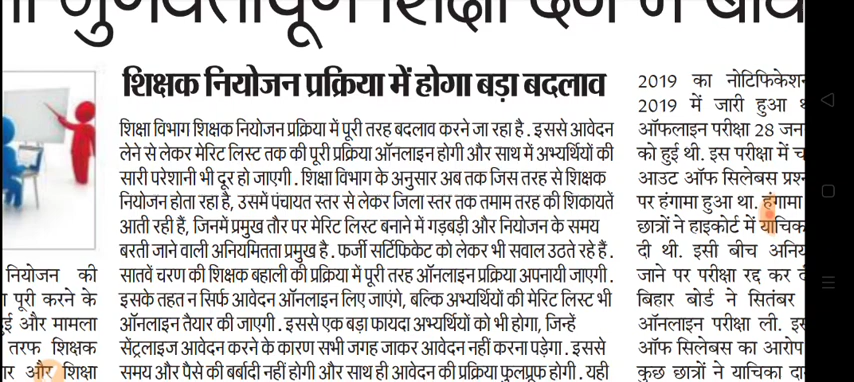 शिक्षक नियोजन प्रक्रिया में होगा बड़ा बदलाव
शिक्षा विभाग शिक्षक नियोजन प्रक्रिया में पूरी तरह बदलाव करने जा रहा है. इससे आवेदन
लेने से लेकर मेरिट लिस्ट तक की पूरी प्रक्रिया ऑनलाइन होगी और साथ में अभ्यर्थियों की
सारी परेशानी भी दूर हो जाएगी. शिक्षा विभाग के अनुसार अब तक जिस तरह से शिक्षक
नियोजन होता रहा है, उसमें पंचायत स्तर से लेकर जिला स्तर तक तमाम तरह की शिकायतें
आती रही हैं, जिनमें प्रमुख तौर पर मेरिट लिस्ट बनाने में गड़बड़ी और नियोजन के समय
बरती जाने वाली अनियमितता प्रमुख है. फर्जी सर्टिफिकेट को लेकर भी सवाल उठते रहे हैं.
सातवें चरण की शिक्षक बहाली की प्रक्रिया में पूरी तरह ऑनलाइन प्रक्रिया अपनायी जाएगी.
इसके तहत न सिर्फ आवेदन ऑनलाइन लिए जाएंगे, बल्कि अभ्यर्थियों की मेरिट लिस्ट भी
ऑनलाइन तैयार की जाएगी. इससे एक बड़ा फायदा अभ्यर्थियों को भी होगा, जिन्हें
सेंट्रलाइज आवेदन करने के कारण सभी जगह जाकर आवेदन नहीं करना पड़ेगा. इससे
समय और पैसे की बर्बादी नहीं होगी और साथ ही आवेदन की प्रक्रिया फुलप्रूफ होगी. यही
नियोजन की
पूरी करने के
और मामला
तरफ शिक्षक
और शिक्षा
2019 का नोटिफिकेशन
2019 में जारी हुआ
ऑफलाइन परीक्षा 28 जन
को हुई थी. इस परीक्षा में
आउट ऑफ सिलेबस प्रश्न
पर हंगामा हुआ था. हंगामा
छात्रों ने हाइकोर्ट में याचिक
दी थी. इसी बीच अनिय
जाने पर परीक्षा रद्द कर
बिहार बोर्ड ने सितंबर
ऑनलाइन परीक्षा ली. इस
ऑफ सिलेबस का आरोप
कुछ छात्रों ने याचिका